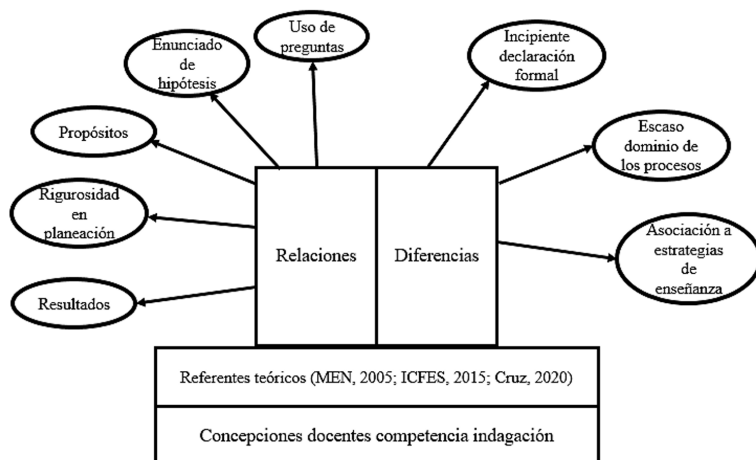 Uso de
preguntas
Enunciado
de
hipótesis
Incipiente
declaración
formal
Propósitos
Escaso
dominio de
los procesos
Rigurosidad
en
planeación
Asociación a
estrategias
de
enseñanza
Relaciones
Diferencias
Resultados
Referentes teóricos (MEN, 2005; ICFES, 2015; Cruz, 2020)
Concepciones docentes competencia indagación